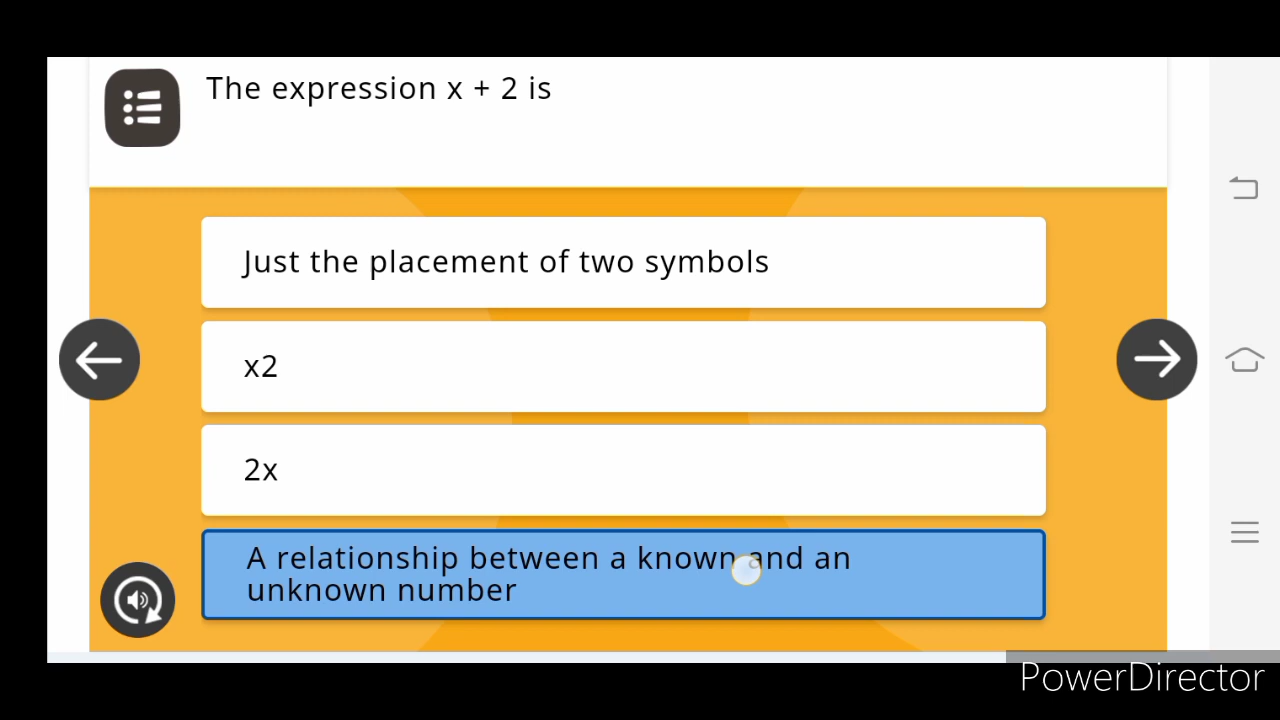 The expression x + 2 is
Just the placement of two symbols
x2
2x
A relationship between a known and an
unknown number
PowerDirector